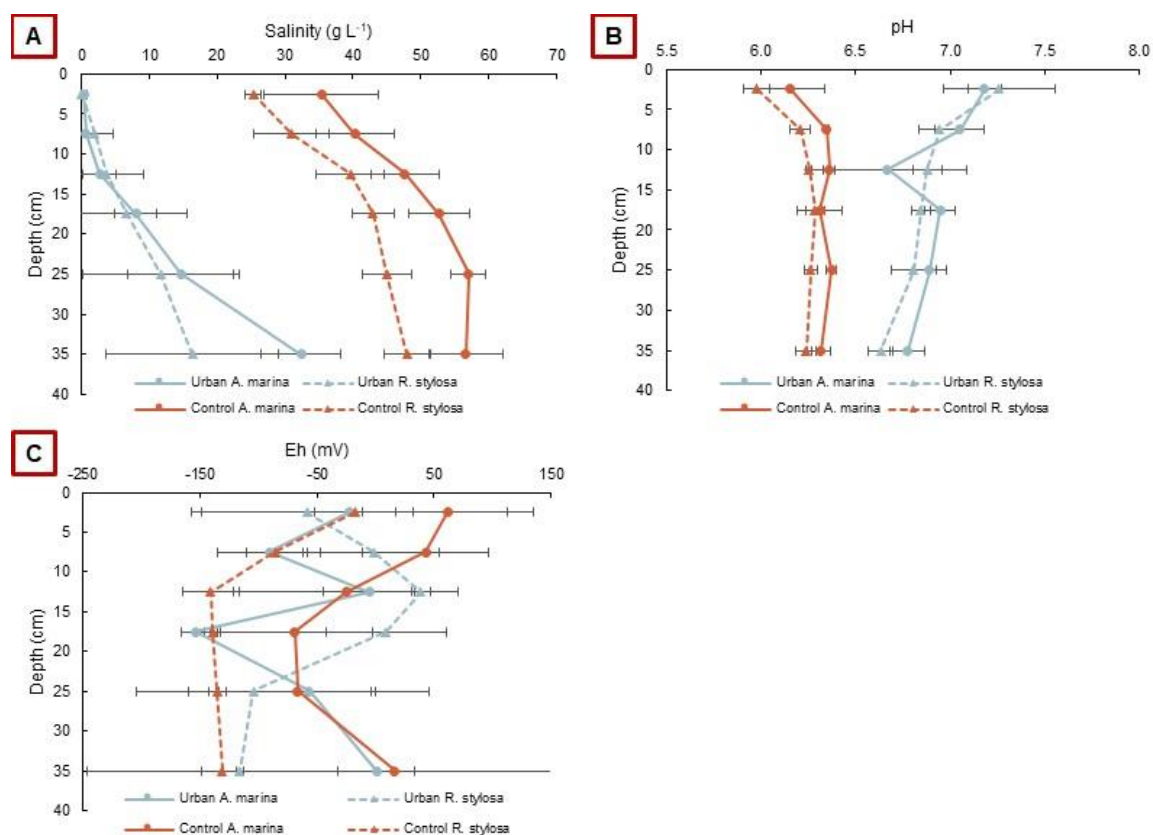 A
Salinity (g L⁻¹)
0 10 20 30 40 50 60 70
0
5
10
15
20
25
30
35
40
Depth (cm)
Urban A. marina Urban R. stylosa
Control A. marina Control R. stylosa
B
pH
5.5 6.0 6.5 7.0 7.5 8.0
0
5
10
15
20
25
30
35
40
Depth (cm)
Urban A. marina Urban R. stylosa
Control A. marina Control R. stylosa
C
Eh (mV)
-250 -150 -50 50 150
0
5
10
15
20
25
30
35
40
Depth (cm)
Urban A. marina Urban R. stylosa
Control A. marina Control R. stylosa